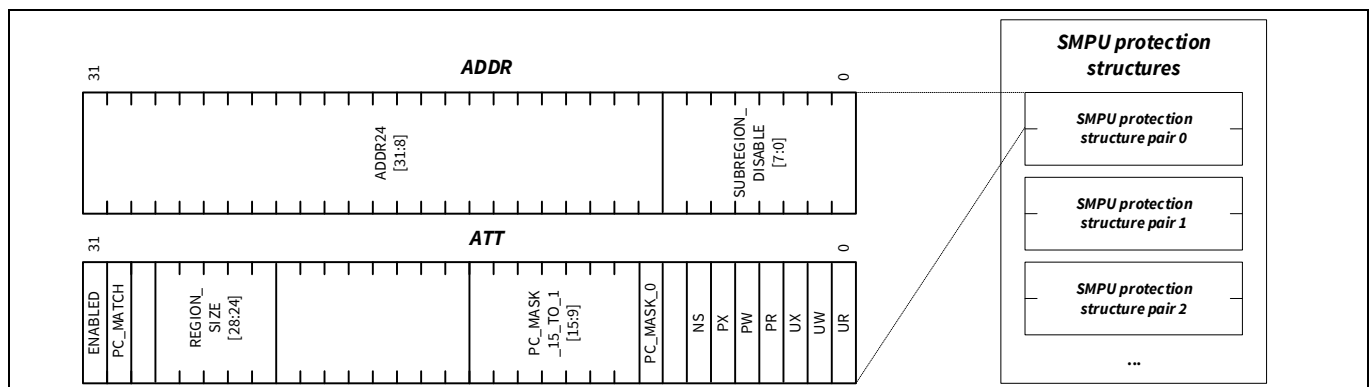 SMPU protection
structures
31
ADDR
0
ADDR24
[31:8]
SUBREGION_
DISABLE
[7:0]
31
ATT
0
ENABLED
PC_MATCH
REGION_
SIZE
[28:24]
PC_MASK
_15_TO_1
[15:9]
PC_MASK_0
NS
PX
PW
PR
UX
UW
UR
SMPU protection
structure pair 0
SMPU protection
structure pair 1
SMPU protection
structure pair 2
...